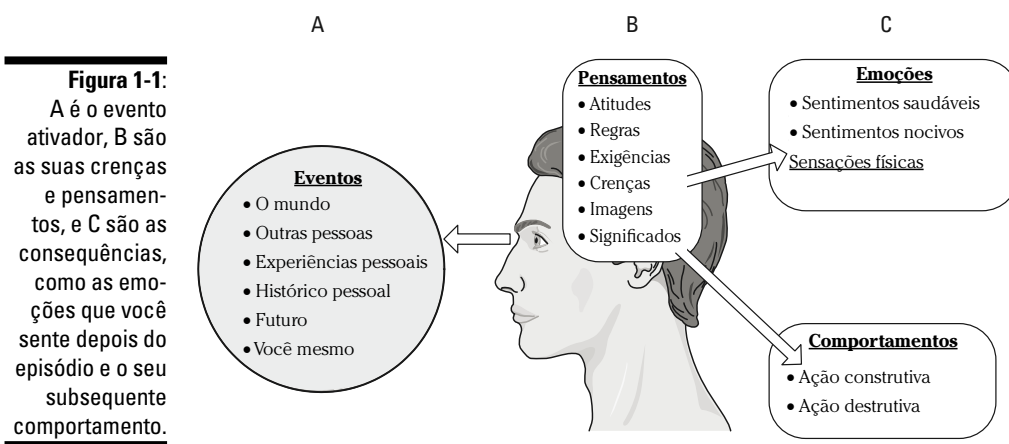 A
B
C
Figura 1-1:
A é o evento
ativador, B são
as suas crenças
e pensamen-
tos, e C são as
consequências,
como as emo-
ções que você
sente depois do
episódio e o seu
subsequente
comportamento.
Eventos
• O mundo
• Outras pessoas
• Experiências pessoais
• Histórico pessoal
• Futuro
• Você mesmo
Pensamentos
• Atitudes
• Regras
• Exigências
• Crenças
• Imagens
• Significados
Emoções
• Sentimentos saudáveis
• Sentimentos nocivos
Sensações físicas
Comportamentos
• Ação construtiva
• Ação destrutiva